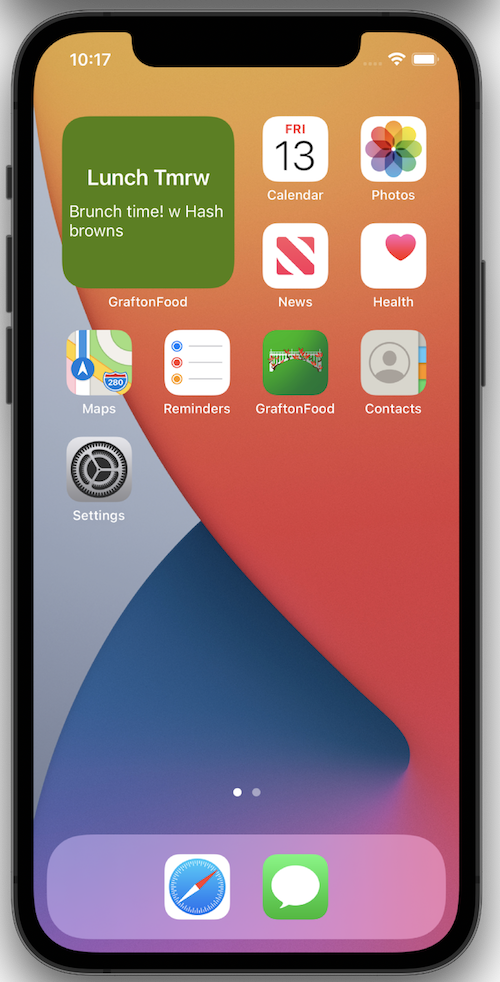 10:17
Lunch Tmrw
Brunch time! w Hash
browns
GraftonFood
FRI
13
Calendar
Photos
News
Health
280
Maps
Reminders
GraftonFood
Contacts
Settings